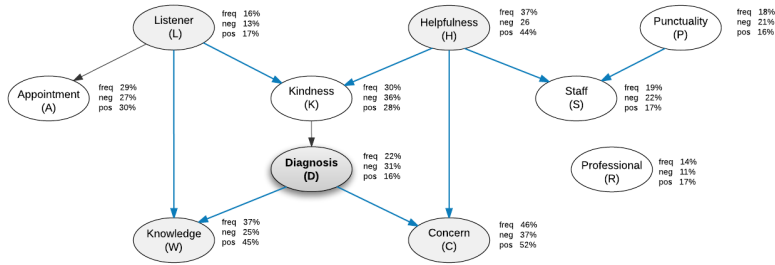 Listener
(L)
freq 16%
neg 13%
pos 17%
Helpfulness
(H)
freq 37%
neg 26
pos 44%
Punctuality
(P)
freq 18%
neg 21%
pos 16%
Appointment
(A)
freq 29%
neg 27%
pos 30%
Kindness
(K)
freq 30%
neg 36%
pos 28%
Staff
(S)
freq 19%
neg 22%
pos 17%
Diagnosis
(D)
freq 22%
neg 31%
pos 16%
Professional
(R)
freq 14%
neg 11%
pos 17%
Knowledge
(W)
freq 37%
neg 25%
pos 45%
Concern
(C)
freq 46%
neg 37%
pos 52%